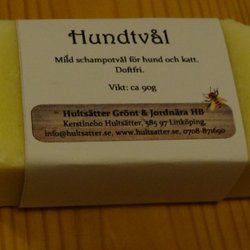 Hundtvål
Mild schampotvål för hund och katt.
Doftfri.
Vikt: ca 90g
Hultsätter Grönt & Jordnära HB
Kerstinebo Hultsätter, 585 97 Linköping,
info@hultsatter.se, www.hultsatter.se, 0708-871690